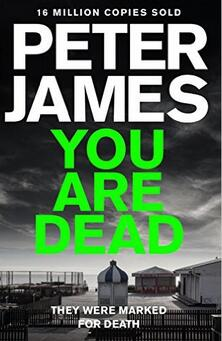 16 MILLION COPIES SOLD
PETER
JAMES
YOU
ARE
DEAD
THEY WERE MARKED
FOR DEATH